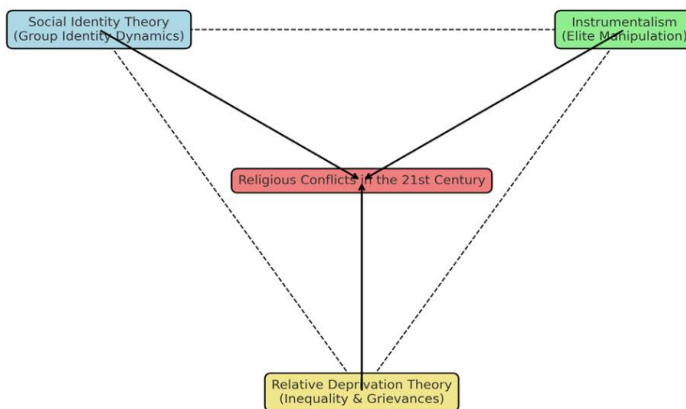 Social Identity Theory
(Group Identity Dynamics)
Instrumentalism
(Elite Manipulation)
Religious Conflicts in the 21st Century
Relative Deprivation Theory
(Inequality & Grievances)